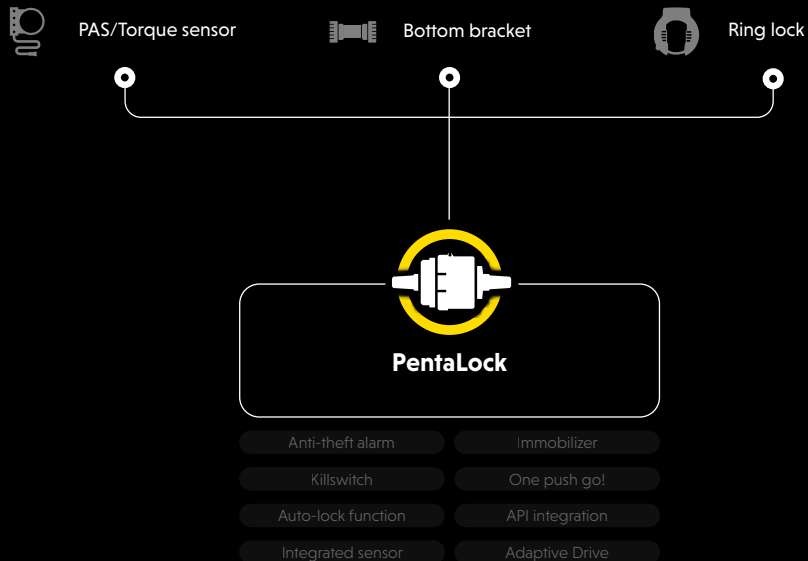 PAS/Torque sensor
Bottom bracket
Ring lock
PentaLock
Anti-theft alarm
Immobilizer
Killswitch
One push go!
Auto-lock function
API integration
Integrated sensor
Adaptive Drive